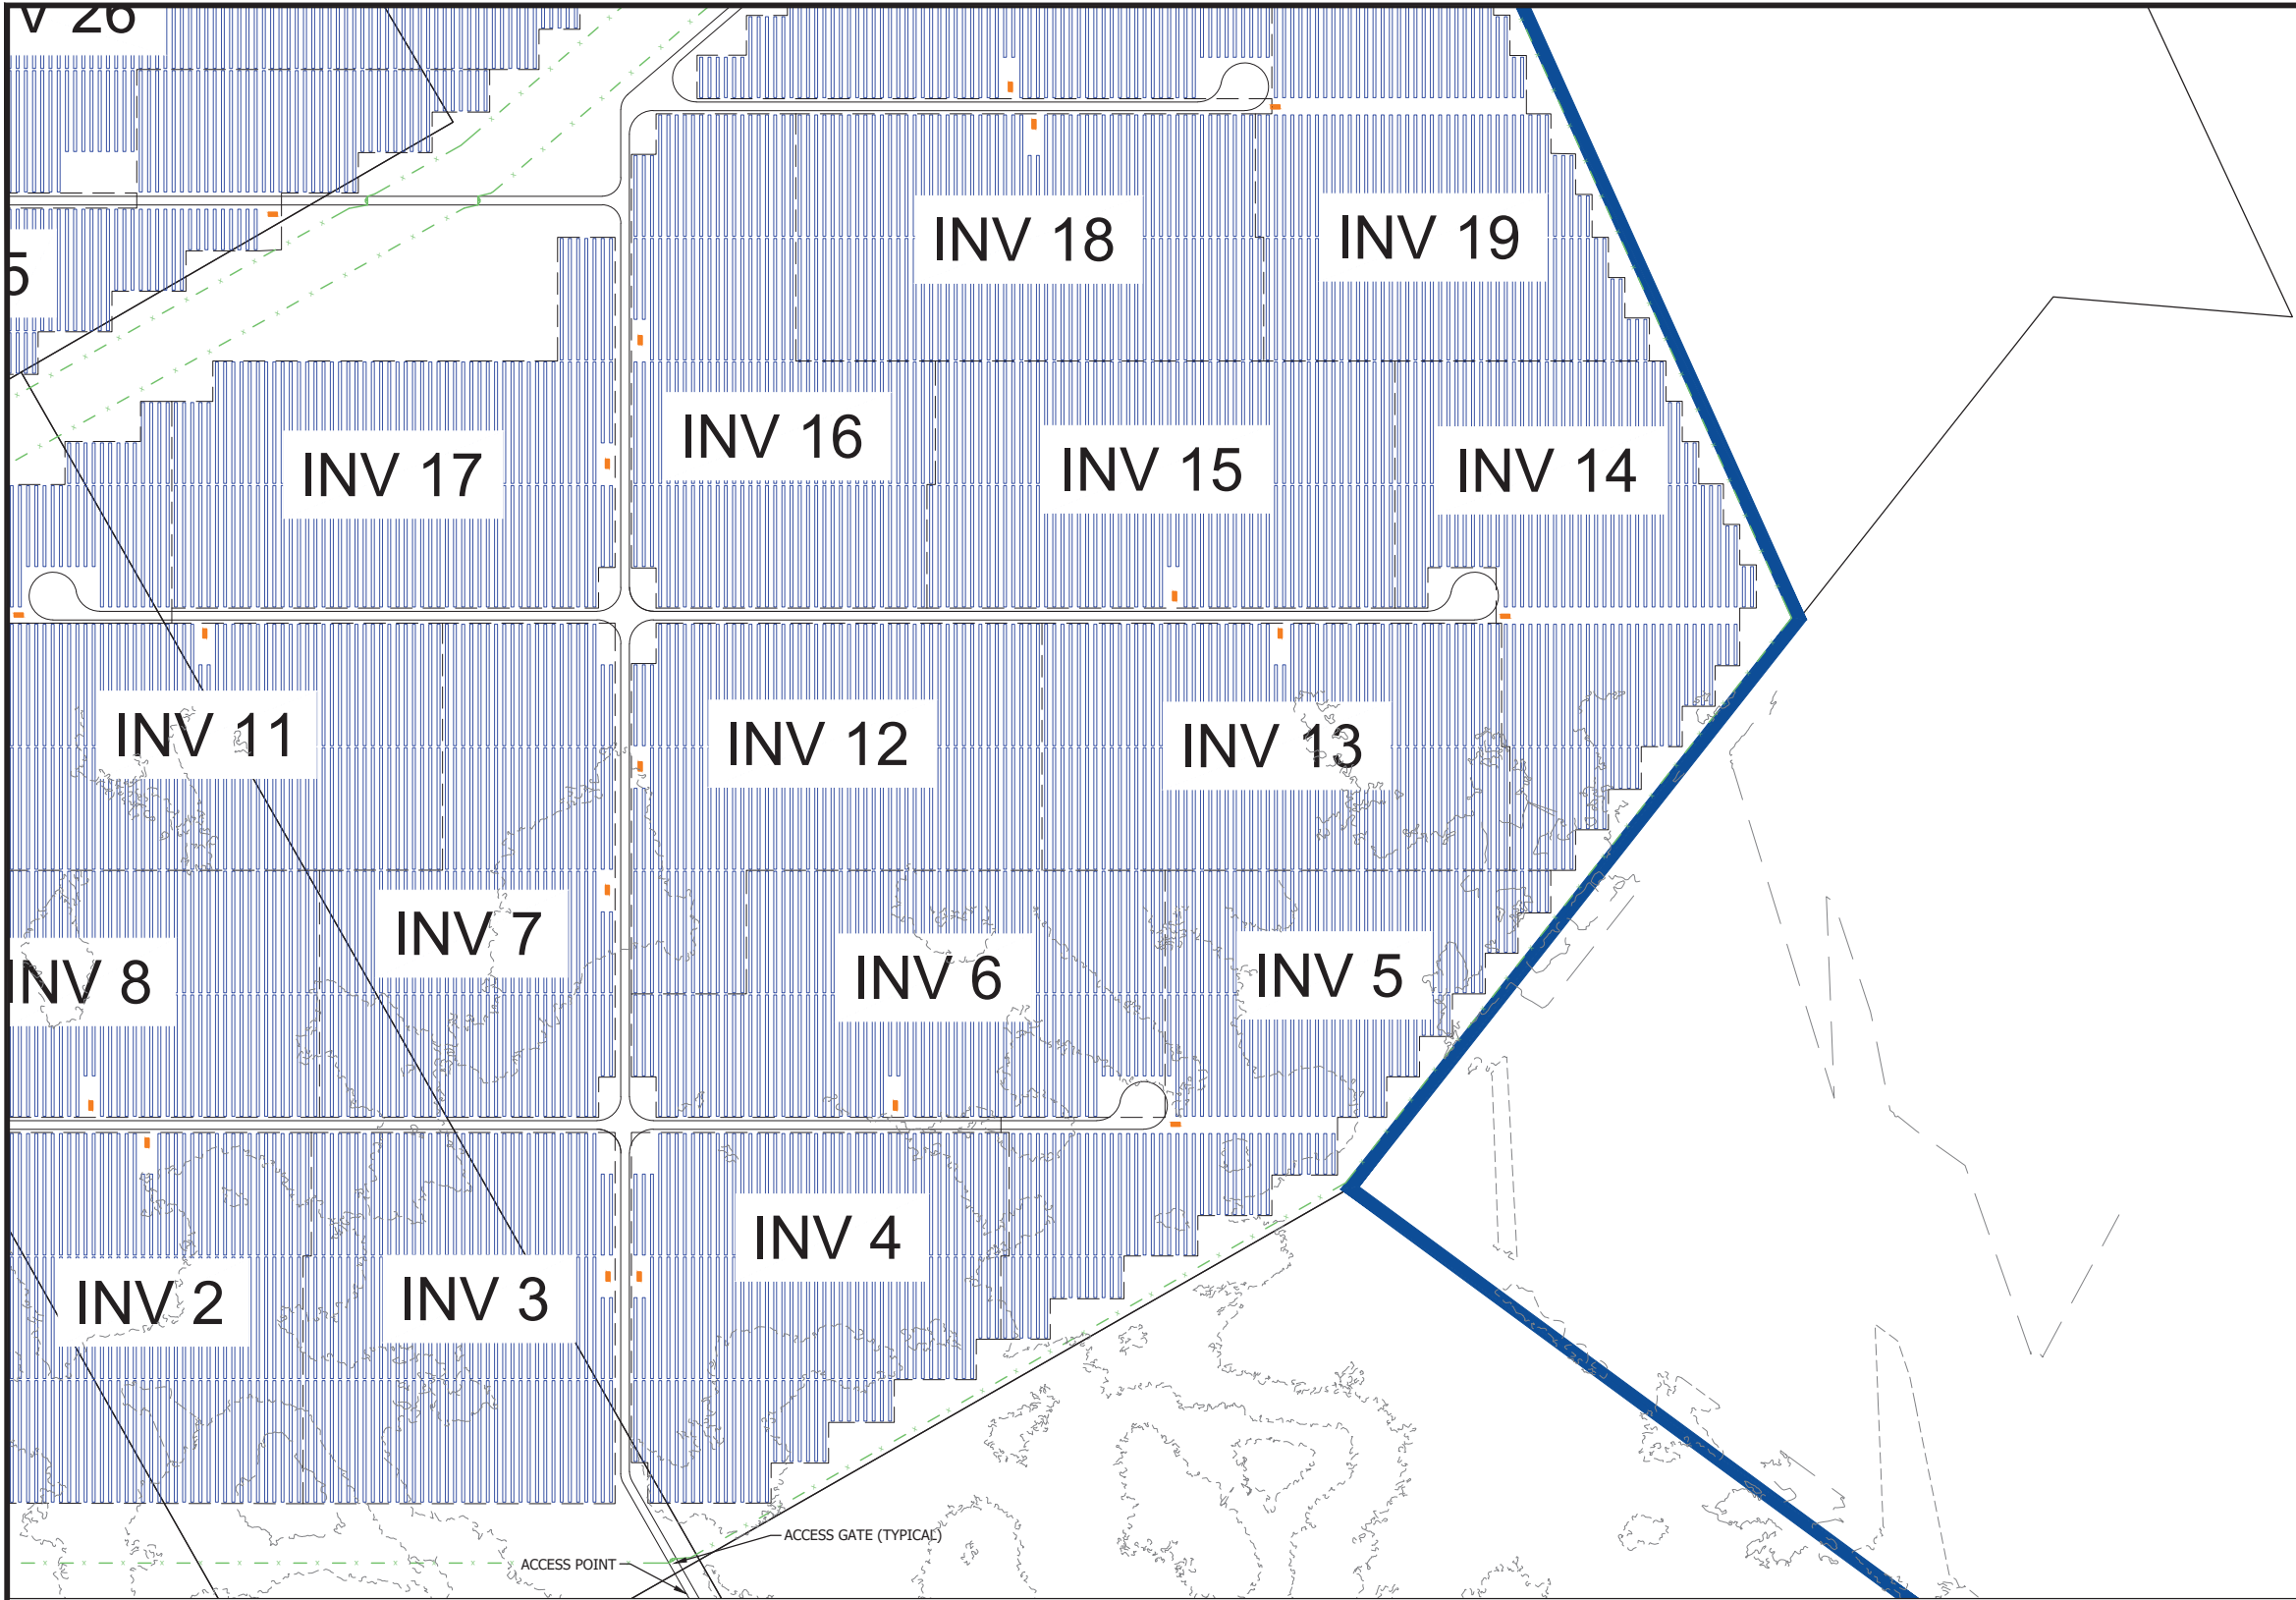 V 26
INV 18
INV 19
5
INV 16
INV 17
INV 15
INV 14
INV 11
INV 12
INV 13
INV 7
INV 8
INV 6
INV 5
INV 4
INV 2
INV 3
ACCESS GATE (TYPICAL)
ACCESS POINT